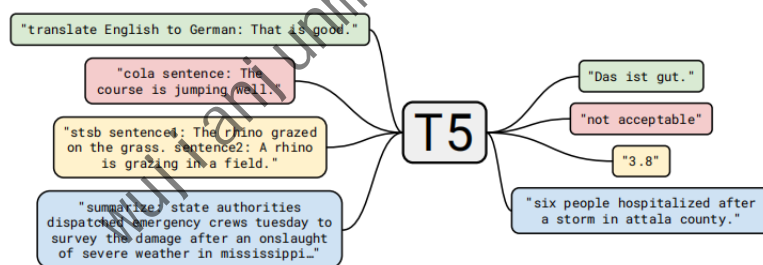 "translate English to German: That is good."
"cola sentence: The
course is jumping well."
"stsb sentence1: The rhino grazed
on the grass. sentence2: A rhino
is grazing in a field."
"summarize: state authorities
dispatched emergency crews tuesday to
survey the damage after an onslaught
of severe weather in mississippi…"
T5
"Das ist gut."
"not acceptable"
"3.8"
"six people hospitalized after
a storm in attala county."